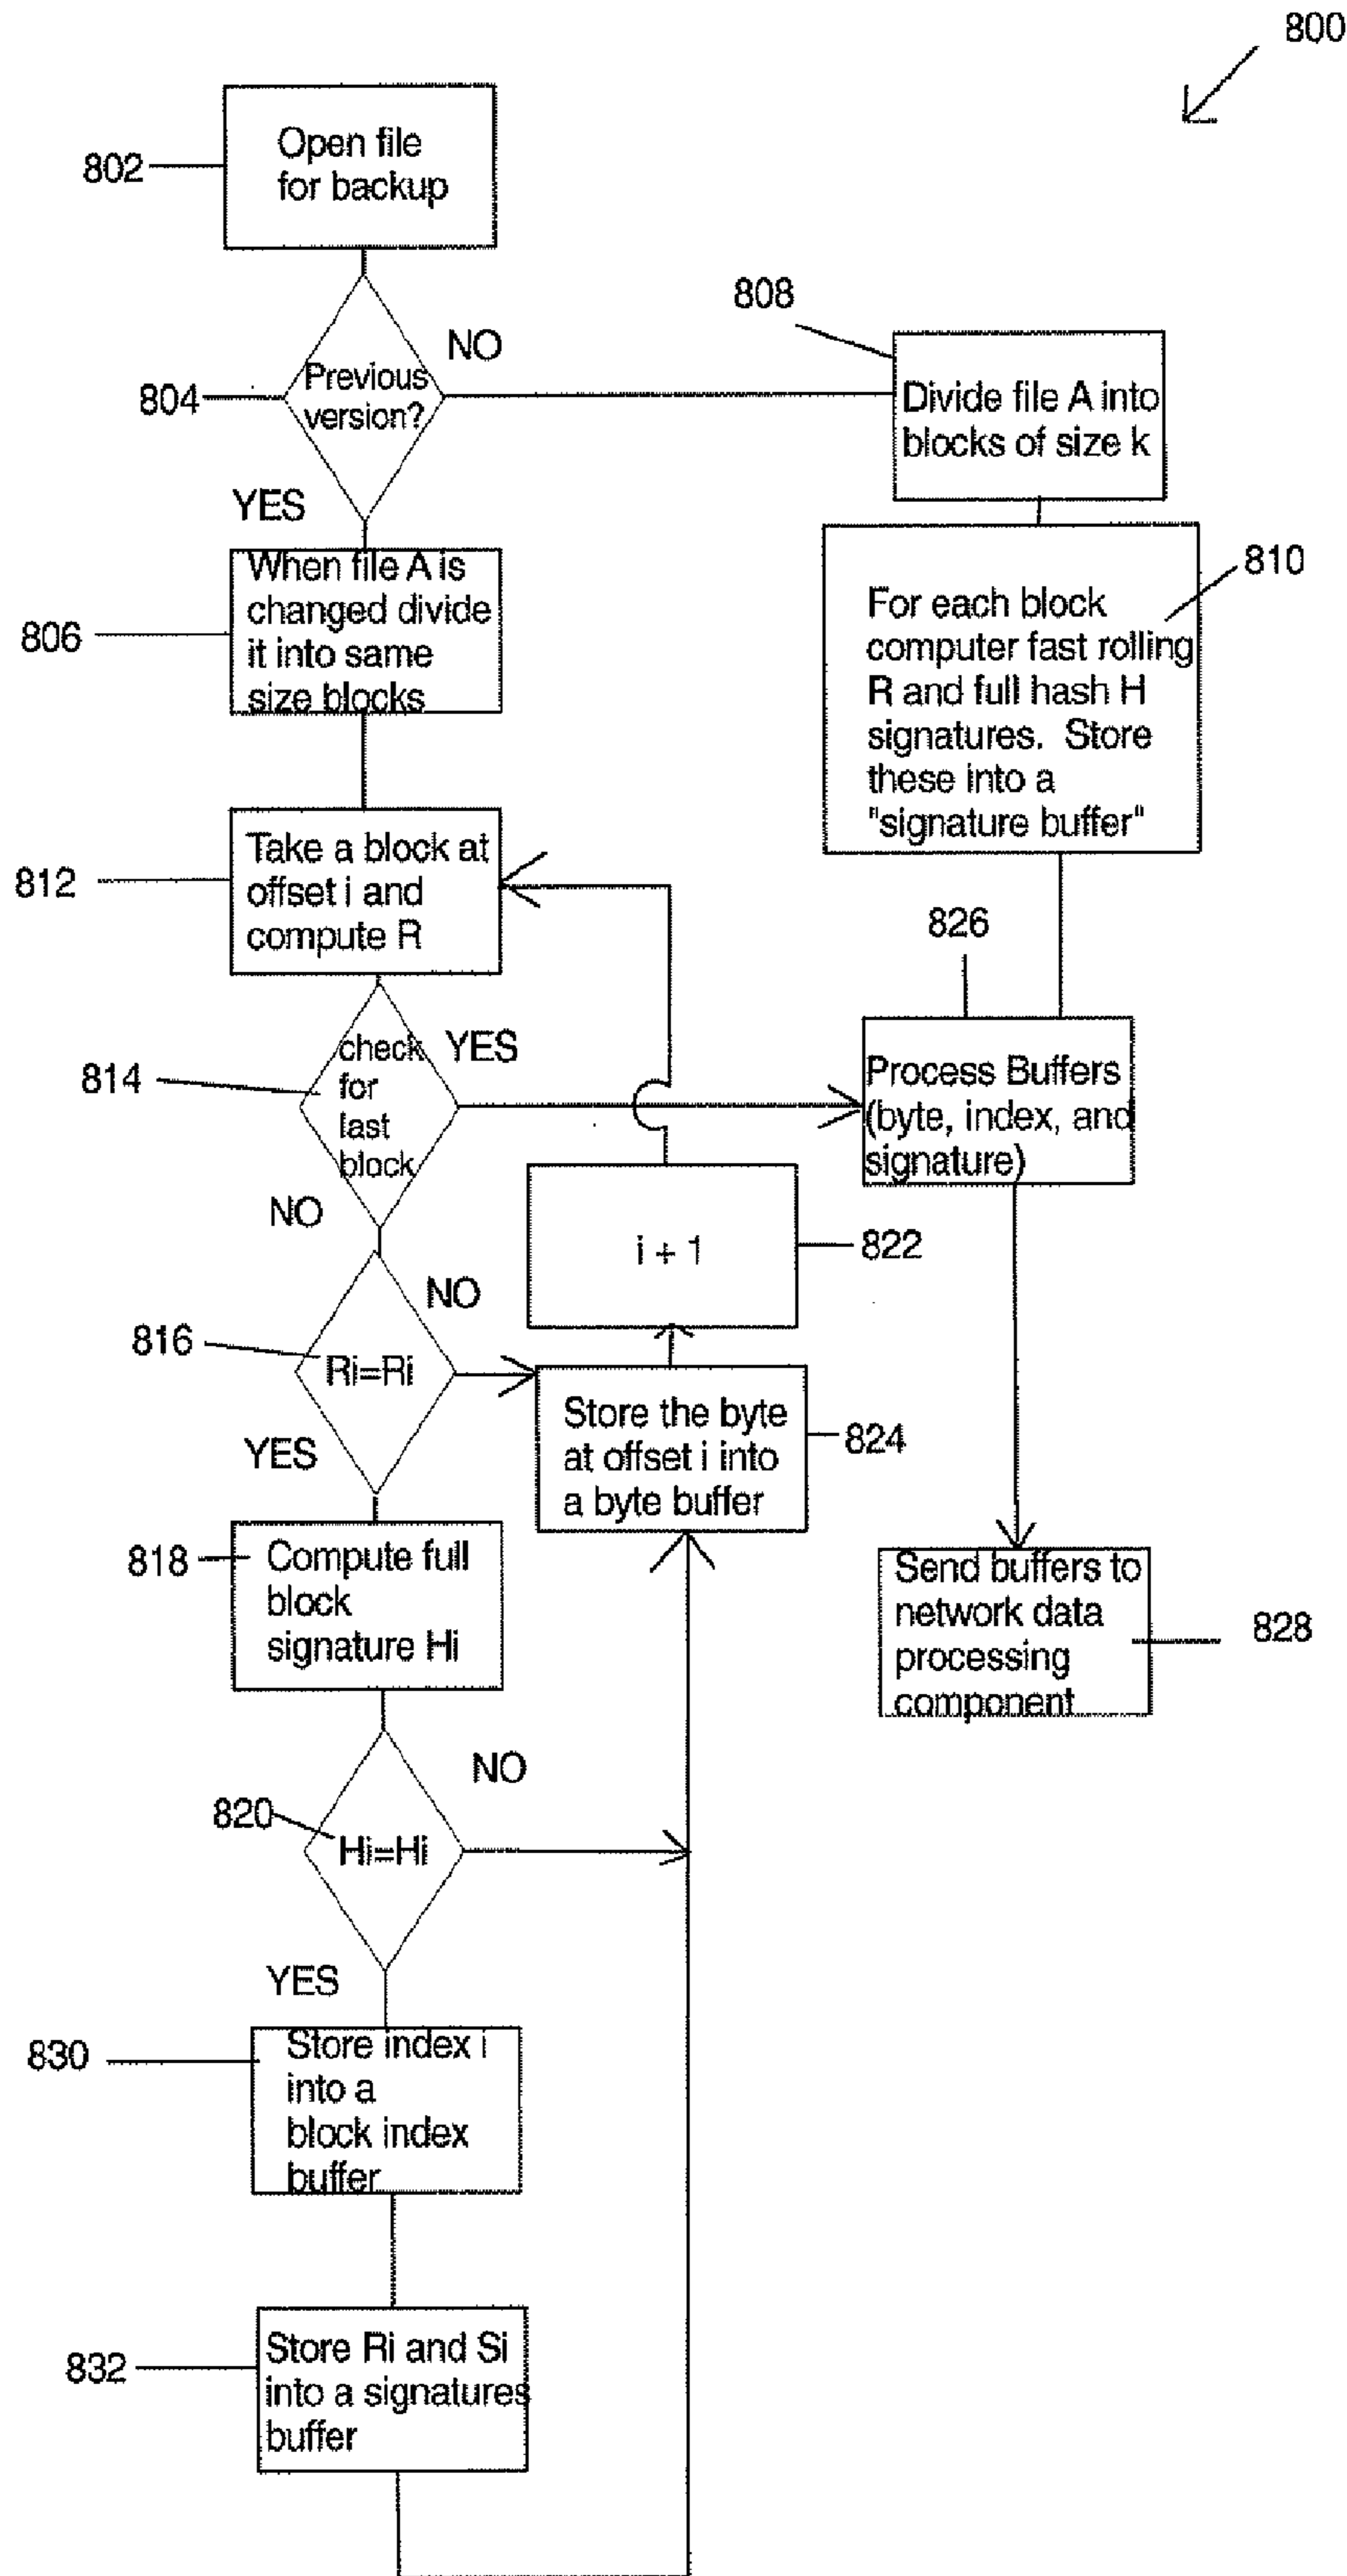 800
802
Open file
for backup
804
Previous
version?
NO
YES
808
Divide file A into
blocks of size k
806
When file A is
changed divide
it into same
size blocks
810
For each block
computer fast rolling
R and full hash H
signatures.  Store
these into a
"signature buffer"
812
Take a block at
offset i and
compute R
814
check
for
last
block
YES
NO
826
Process Buffers
(byte, index, and
signature)
i + 1
822
816
Ri=Ri
NO
YES
Store the byte
at offset i into
a byte buffer
824
818
Compute full
block
signature Hi
Send buffers to
network data
processing
component
828
820
Hi=Hi
NO
YES
830
Store index i
into a
block index
buffer
832
Store Ri and Si
into a signatures
buffer